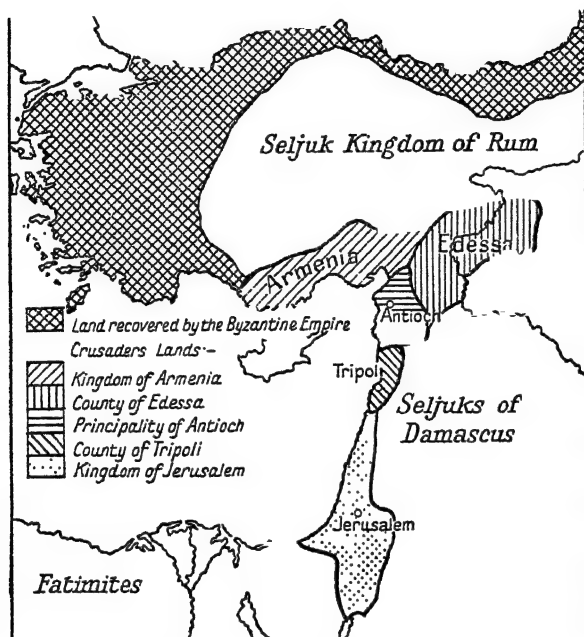 Seljuk Kingdom of Rum
Edessa
Armenia
Antioch
Land recovered by the Byzantine Empire
Crusaders Lands:-
Kingdom of Armenia
County of Edessa
Principality of Antioch
County of Tripoli
Kingdom of Jerusalem
Tripoli
Seljuks of
Damascus
Jerusalem
Fatimites